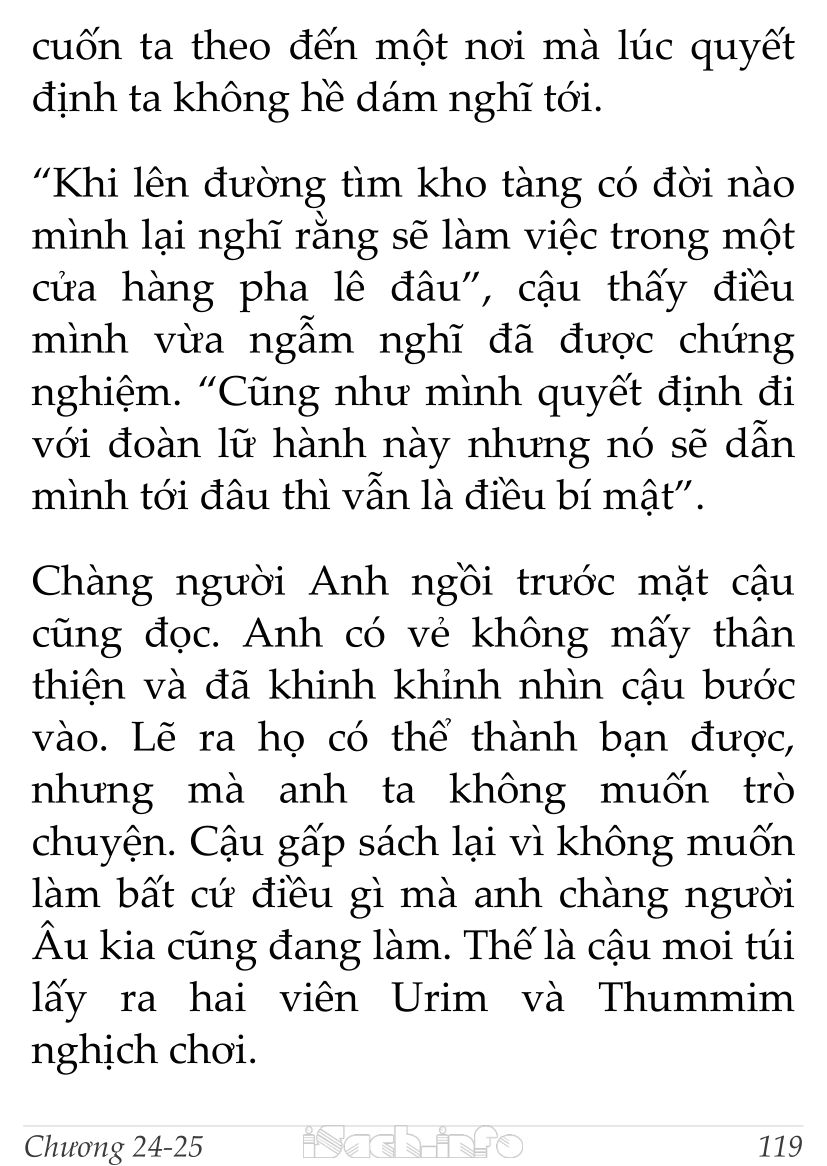 cuốn ta theo đến một nơi mà lúc quyết
định ta không hề dám nghĩ tới.
“Khi lên đường tìm kho tàng có đời nào
mình lại nghĩ rằng sẽ làm việc trong một
cửa hàng pha lê đâu”, cậu thấy điều
mình vừa ngẫm nghĩ đã được chứng
nghiệm. “Cũng như mình quyết định đi
với đoàn lữ hành này nhưng nó sẽ dẫn
mình tới đâu thì vẫn là điều bí mật”.
Chàng người Anh ngồi trước mặt cậu
cũng đọc. Anh có vẻ không mấy thân
thiện và đã khinh khỉnh nhìn cậu bước
vào. Lẽ ra họ có thể thành bạn được,
nhưng mà anh ta không muốn trò
chuyện. Cậu gấp sách lại vì không muốn
làm bất cứ điều gì mà anh chàng người
Âu kia cũng đang làm. Thế là cậu moi túi
lấy ra hai viên Urim và Thummim
nghịch chơi.
Chương 24-25 iSach.info 119